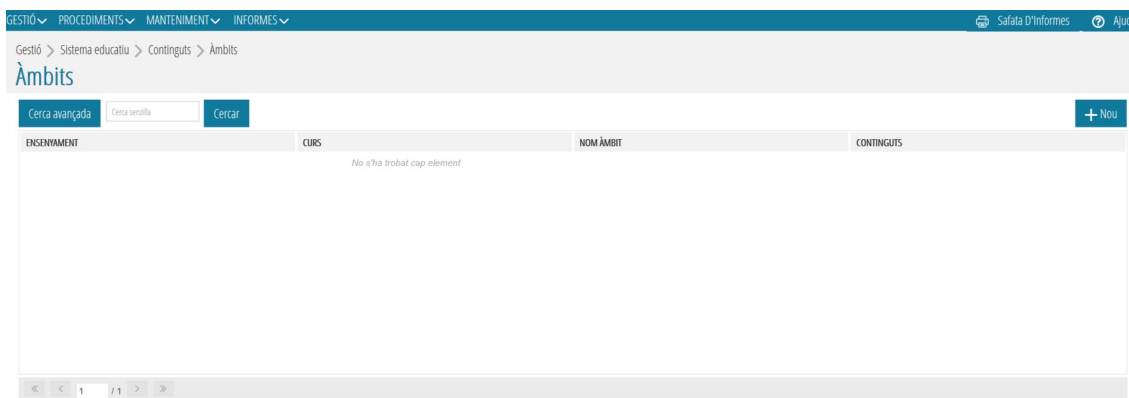 GESTIÓ PROCEDIMENTS MANTENIMENT INFORMES Safata D'Informes
Gestió > Sistema educatiu > Continguts > Àmbits
Àmbits
Cerca avançada Cerca senzilla Cercar + Nou
ENSENYAMENT CURS NOM ÀMBIT CONTINGUTS
No s'ha trobat cap element
1 / 1